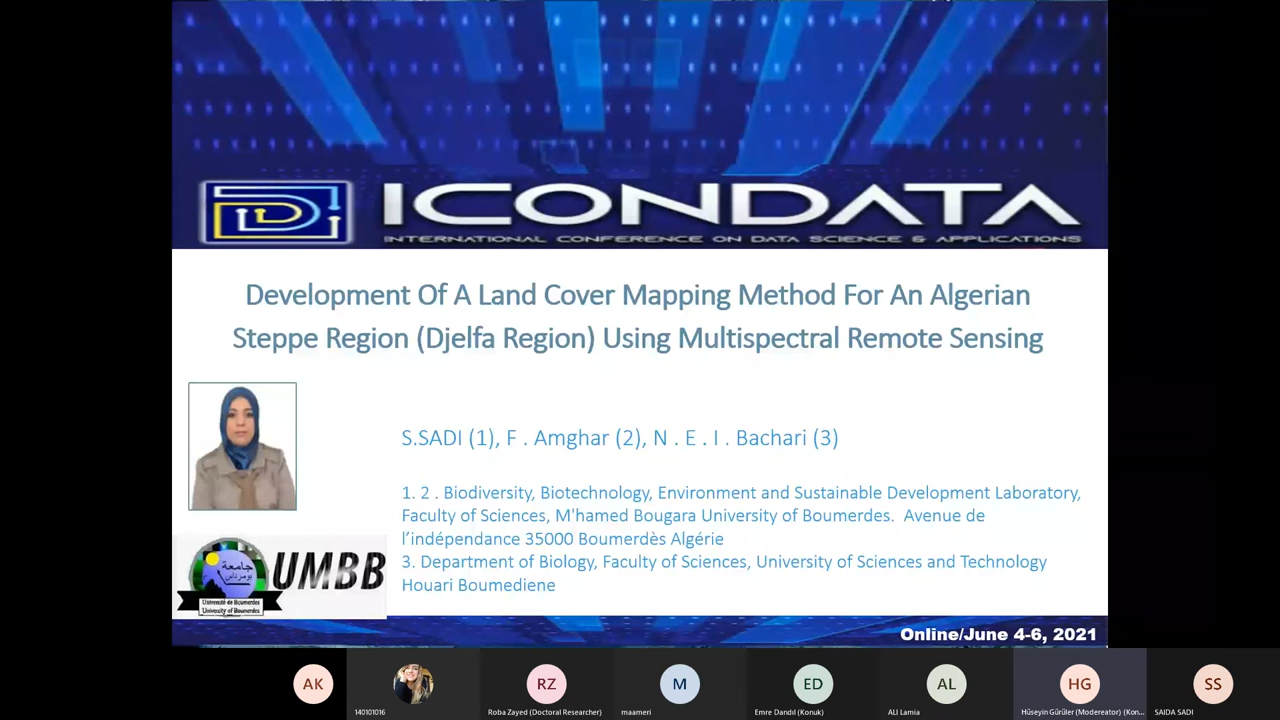 D ICONDATA
INTERNATIONAL CONFERENCE ON DATA SCIENCE & APPLICATIONS
Development Of A Land Cover Mapping Method For An Algerian
Steppe Region (Djelfa Region) Using Multispectral Remote Sensing
S.SADI (1), F . Amghar (2), N . E . I . Bachari (3)
1. 2 . Biodiversity, Biotechnology, Environment and Sustainable Development Laboratory,
Faculty of Sciences, M'hamed Bougara University of Boumerdes. Avenue de
l’indépendance 35000 Boumerdès Algérie
3. Department of Biology, Faculty of Sciences, University of Sciences and Technology
Houari Boumediene
جامعة
بومرداس
UMBB
Université de Boumerdes
University of Boumerdes
Online/June 4-6, 2021
AK
RZ
M
ED
AL
HG
SS
140101016
Roba Zayed (Doctoral Researcher)
maameri
Emre Dandıl (Konuk)
ALI Lamia
Hüseyin Gürüler (Modereator) (Kon...
SAIDA SADI